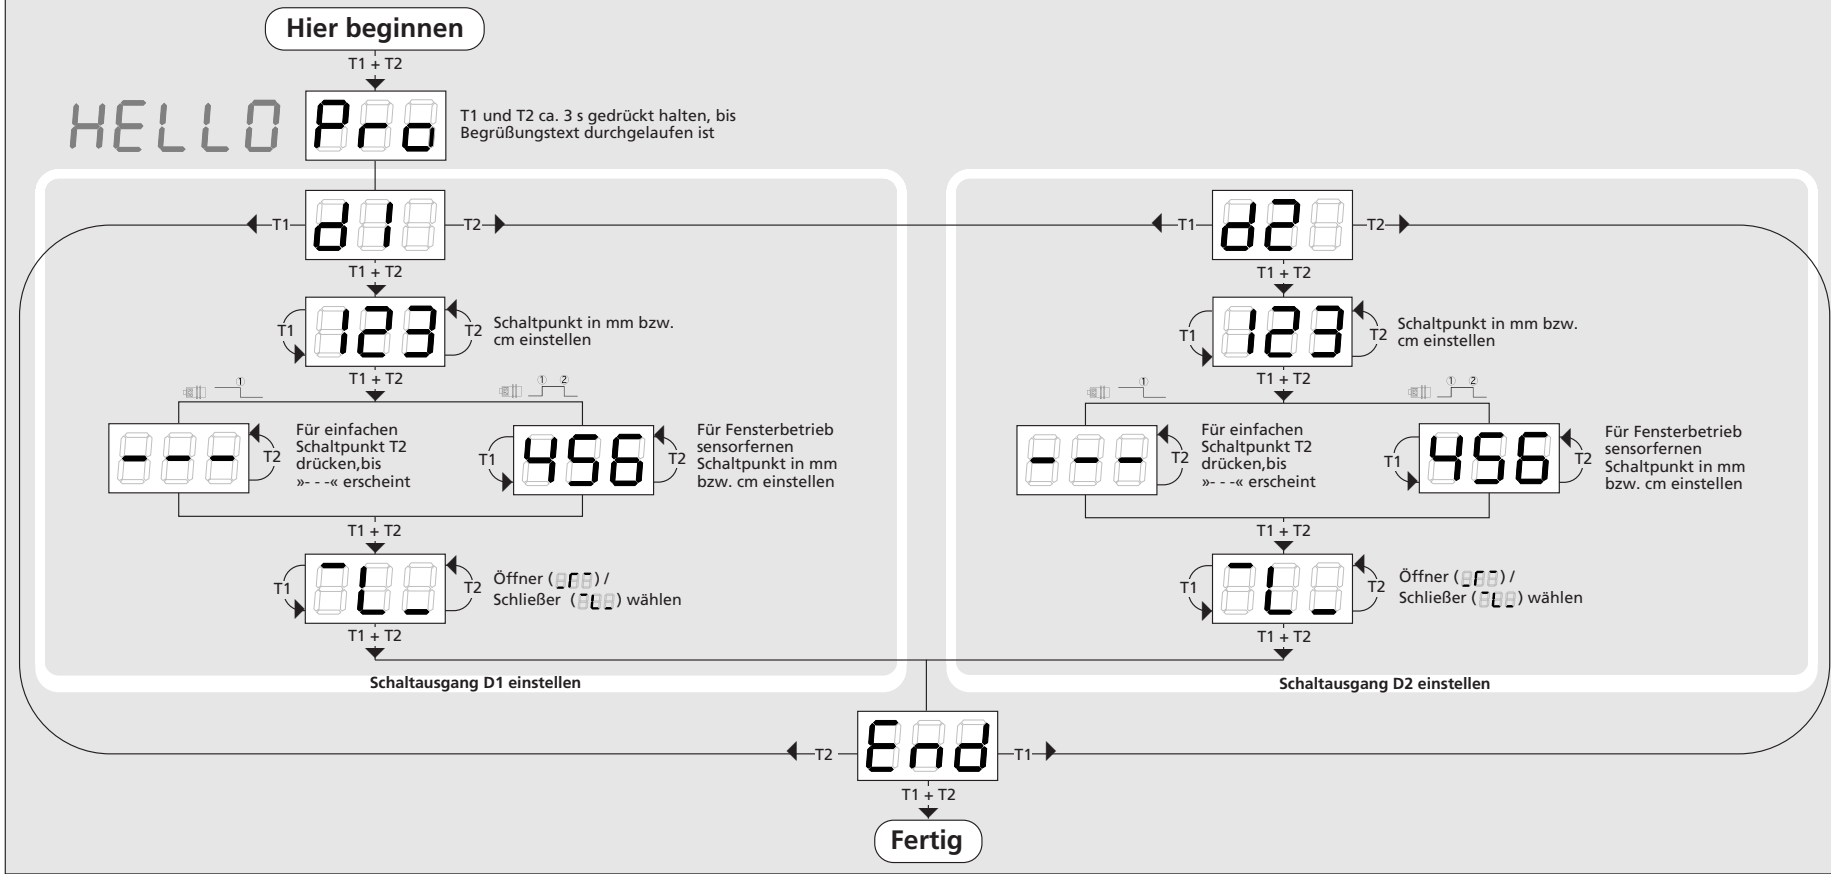 Hier beginnen
T1 + T2
HELLO
Pro
T1 und T2 ca. 3 s gedrückt halten, bis
Begrüßungstext durchgelaufen ist
T1
d1
T2
T1
d2
T2
T1 + T2
T1 + T2
T1
123
T2
Schaltpunkt in mm bzw.
cm einstellen
T1
123
T2
Schaltpunkt in mm bzw.
cm einstellen
T1 + T2
T1 + T2
①
① ②
①
① ②
- - -
T2
Für einfachen
Schaltpunkt T2
drücken,bis
»- - -« erscheint
T1
456
T2
Für Fensterbetrieb
sensorfernen
Schaltpunkt in mm
bzw. cm einstellen
- - -
T2
Für einfachen
Schaltpunkt T2
drücken,bis
»- - -« erscheint
T1
456
T2
Für Fensterbetrieb
sensorfernen
Schaltpunkt in mm
bzw. cm einstellen
T1 + T2
T1 + T2
T1
T2
Öffner ( ) /
Schließer ( ) wählen
T1
T2
Öffner ( ) /
Schließer ( ) wählen
T1 + T2
T1 + T2
Schaltausgang D1 einstellen
Schaltausgang D2 einstellen
T2
End
T1
T1 + T2
Fertig